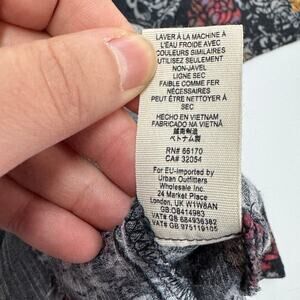 LAVER À LA MACHINE À
L'EAU FROIDE AVEC
COULEURS SIMILAIRES
UTILISEZ SEULEMENT
NON-JAVEL
LIGNE SEC
FAIBLE COMME FER
NÉCESSAIRES
PEUT ÊTRE NETTOYER À
SEC
HECHO EN VIETNAM
FABRICADO NA VIETNÃ
越南制造
ベトナム製
RN# 66170
CA# 32054
For EU-Imported by
Urban Outfitters
Wholesale Inc.
24 Market Place
London, UK W1W8AN
GB:O8414983
VAT# GB 684936382
VAT# GB 975119105